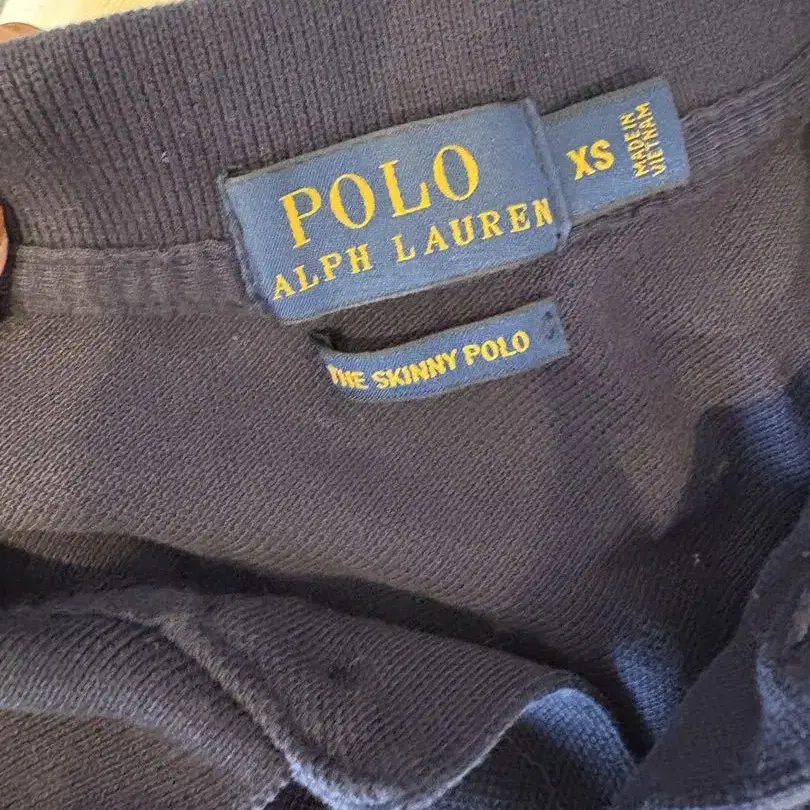 POLO
ALPH LAUREN
XS
MADE IN
VIETNAM
THE SKINNY POLO